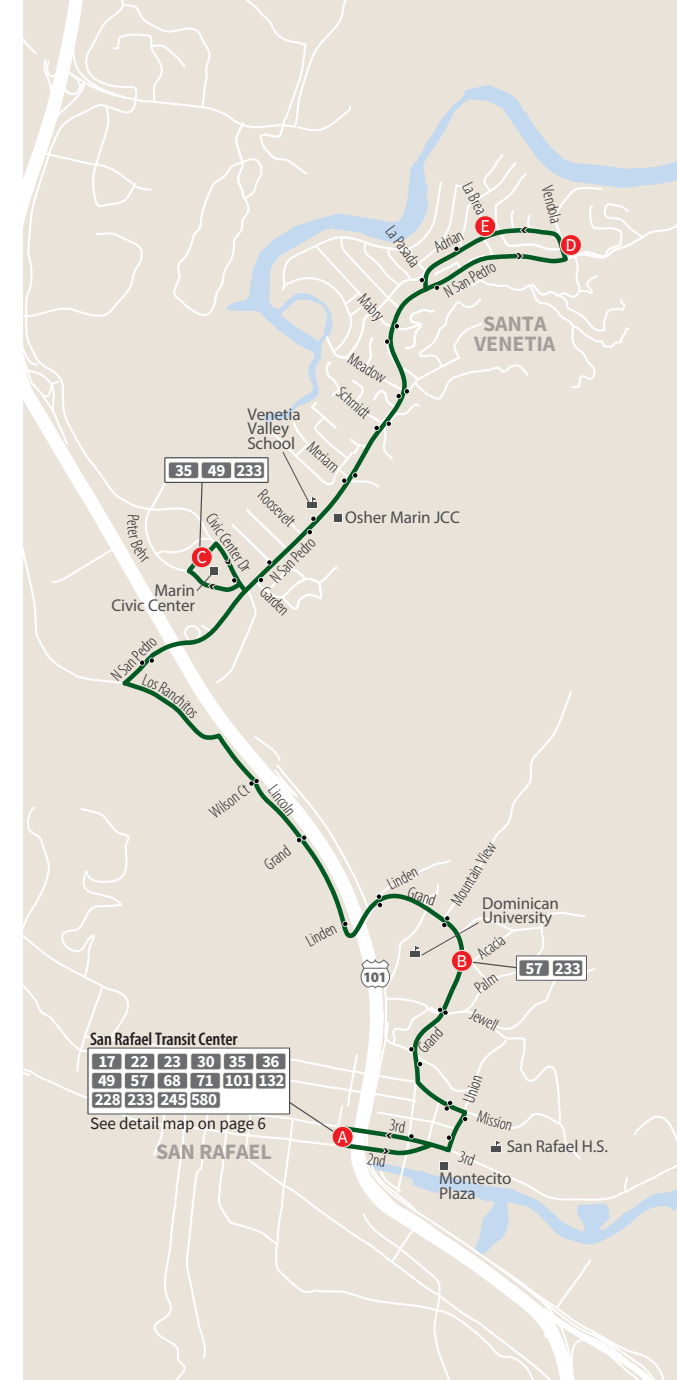 La Brea
Vendola
E
D
La Pasada
Adrian
N San Pedro
Mabry
SANTA
VENETIA
Meadow
Schmidt
Venetia
Valley
School
Meriam
35 49 233
Roosevelt
Osher Marin JCC
Peter Behr
Civic Center Dr
C
N San Pedro
Marin
Civic Center
Garden
N San Pedro
Los Ranchitos
Wilson Ct
Lincoln
Grand
Linden
Grand
Mountain View
Dominican
University
Linden
Acacia
B
57 233
101
Palm
Jewell
Grand
San Rafael Transit Center
17 22 23 30 35 36
49 57 68 71 101 132
228 233 245 580
See detail map on page 6
Union
Mission
A
3rd
San Rafael H.S.
SAN RAFAEL
2nd
3rd
Montecito
Plaza